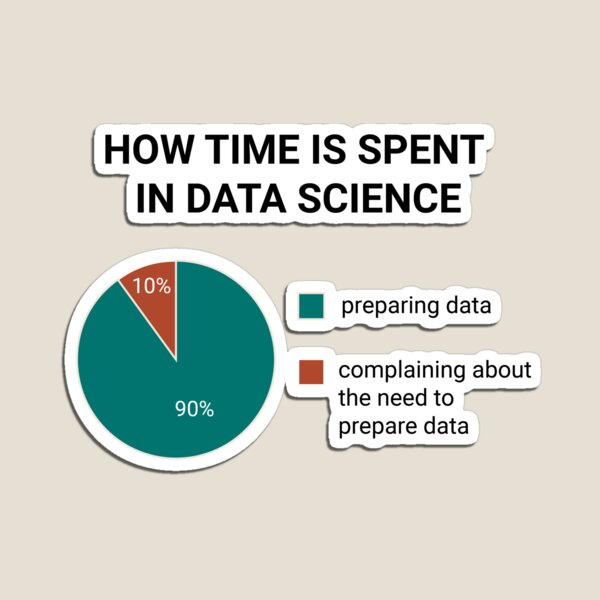 HOW TIME IS SPENT
IN DATA SCIENCE
10%
90%
preparing data
complaining about
the need to
prepare data